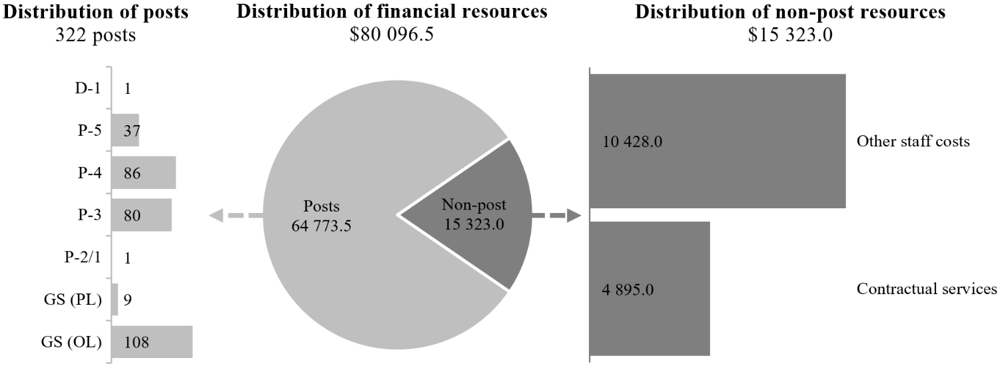 Distribution of posts
322 posts
D-1 1
P-5 37
P-4 86
P-3 80
P-2/1 1
GS (PL) 9
GS (OL) 108
Distribution of financial resources
$80 096.5
Posts
64 773.5
Non-post
15 323.0
Distribution of non-post resources
$15 323.0
10 428.0 Other staff costs
4 895.0 Contractual services